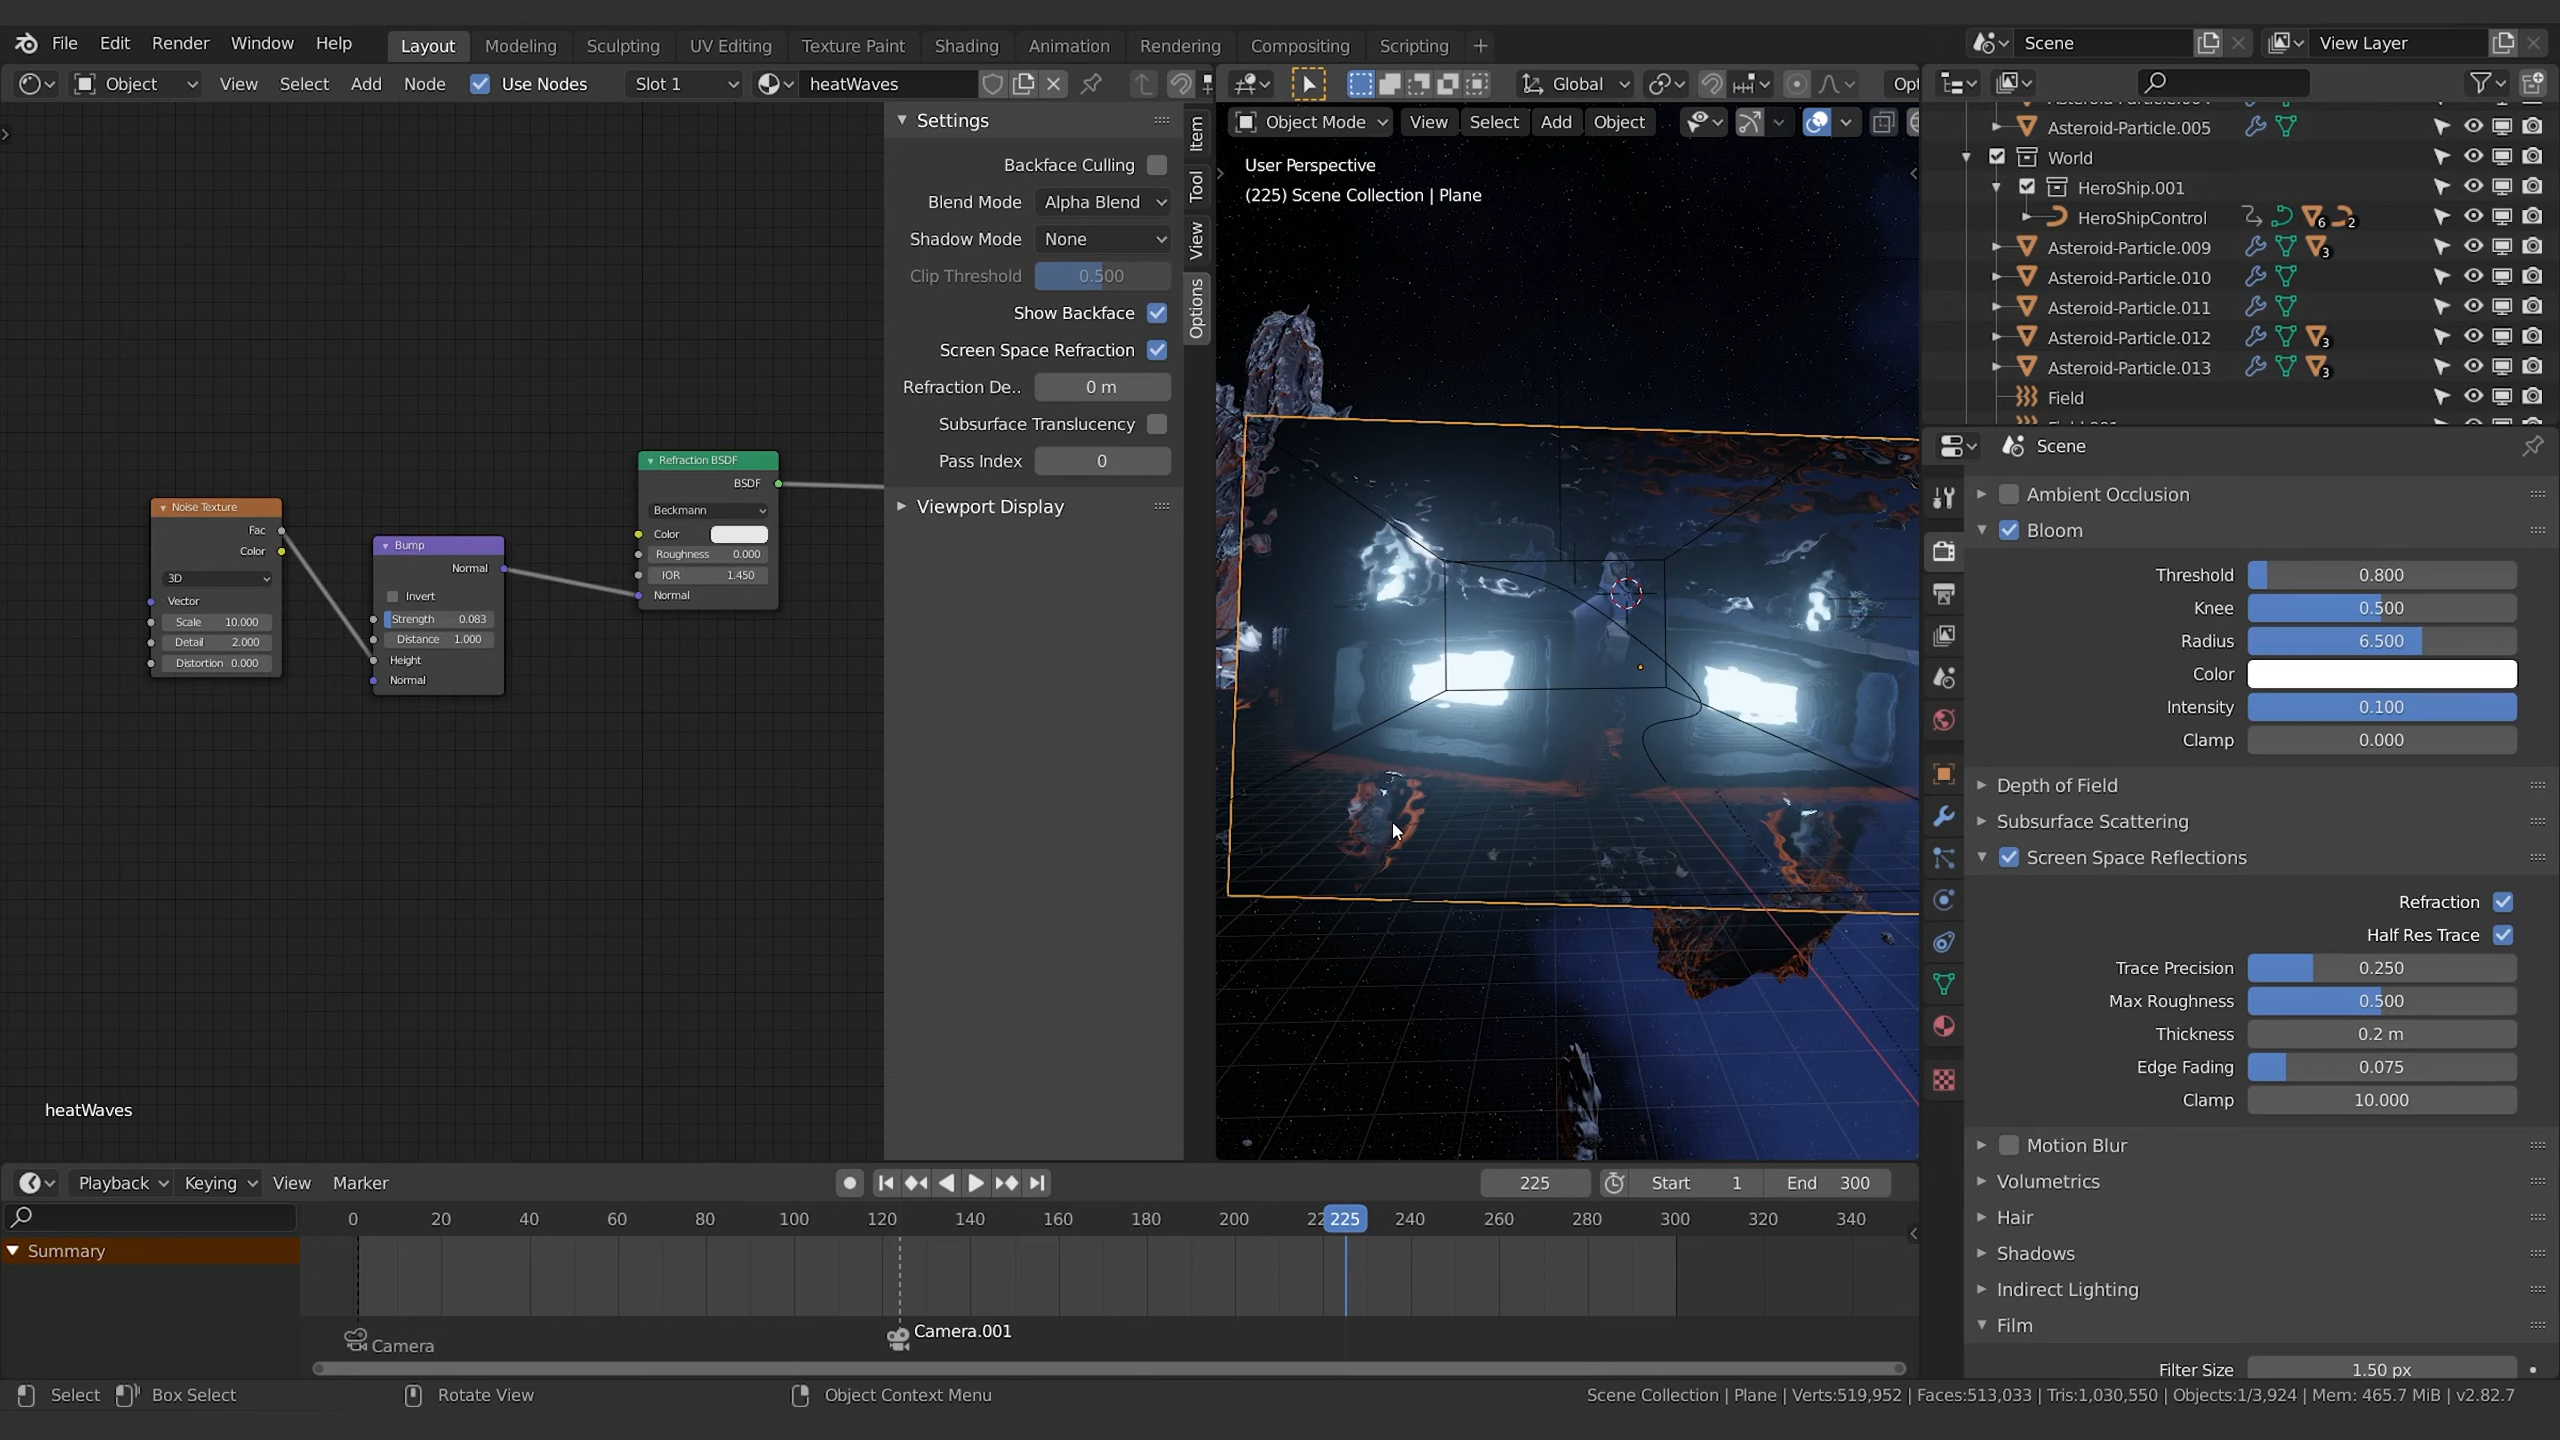 File Edit Render Window Help Layout Modeling Sculpting UV Editing Texture Paint Shading Animation Rendering Compositing Scripting + Scene View Layer
Object View Select Add Node Use Nodes Slot 1 heatWaves Global Opt
Settings
Backface Culling
Blend Mode Alpha Blend
Shadow Mode None
Clip Threshold 0.500
Show Backface
Screen Space Refraction
Refraction De.. 0 m
Subsurface Translucency
Pass Index 0
Viewport Display
Item
Tool
View
Options
Noise Texture
Fac
Color
3D
Vector
Scale 10.000
Detail 2.000
Distortion 0.000
Bump
Normal
Invert
Strength 0.083
Distance 1.000
Height
Normal
Refraction BSDF
BSDF
Beckmann
Color
Roughness 0.000
IOR 1.450
Normal
heatWaves
Object Mode View Select Add Object
User Perspective
(225) Scene Collection | Plane
Asteroid-Particle.005
World
HeroShip.001
HeroShipControl 6 2
Asteroid-Particle.009 3
Asteroid-Particle.010
Asteroid-Particle.011
Asteroid-Particle.012 3
Asteroid-Particle.013 3
Field
Scene
Ambient Occlusion
Bloom
Threshold 0.800
Knee 0.500
Radius 6.500
Color
Intensity 0.100
Clamp 0.000
Depth of Field
Subsurface Scattering
Screen Space Reflections
Refraction
Half Res Trace
Trace Precision 0.250
Max Roughness 0.500
Thickness 0.2 m
Edge Fading 0.075
Clamp 10.000
Motion Blur
Volumetrics
Hair
Shadows
Indirect Lighting
Film
Filter Size 1.50 px
Playback Keying View Marker 225 Start 1 End 300
0 20 40 60 80 100 120 140 160 180 200 22 225 240 260 280 300 320 340
Summary
Camera
Camera.001
Select Box Select Rotate View Object Context Menu Scene Collection | Plane | Verts:519,952 | Faces:513,033 | Tris:1,030,550 | Objects:1/3,924 | Mem: 465.7 MiB | v2.82.7